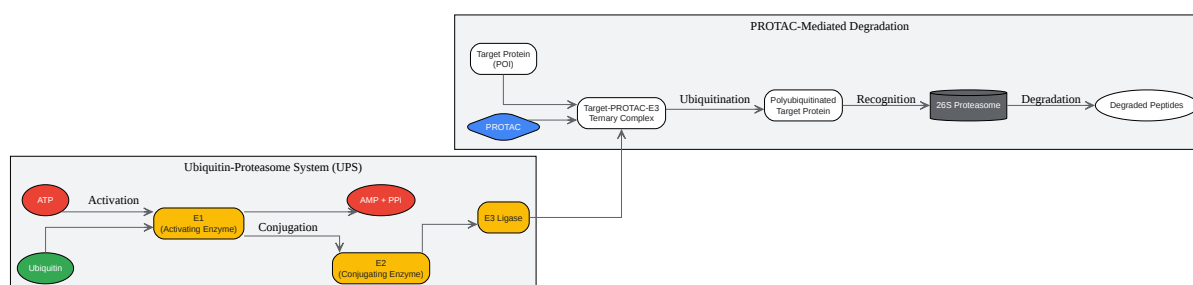 PROTAC-Mediated Degradation
Target Protein
(POI)
PROTAC
Target-PROTAC-E3
Ternary Complex
Ubiquitination
Polyubiquitinated
Target Protein
Recognition
26S Proteasome
Degradation
Degraded Peptides
Ubiquitin-Proteasome System (UPS)
ATP
Activation
Ubiquitin
E1
(Activating Enzyme)
AMP + PPi
Conjugation
E2
(Conjugating Enzyme)
E3 Ligase